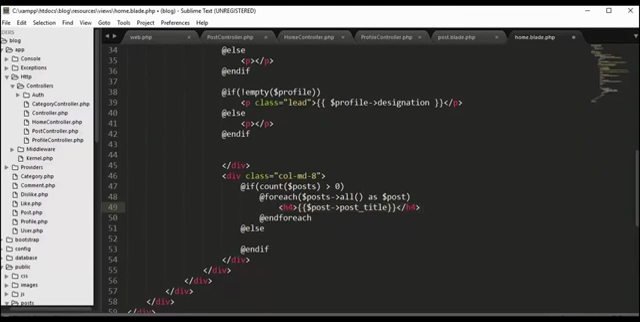 C:\xampp\htdocs\blog\resources\views\home.blade.php • (blog) - Sublime Text (UNREGISTERED)
File Edit Selection Find View Goto Tools Project Preferences Help
web.php PostController.php HomeController.php ProfileController.php post.blade.php home.blade.php
DERS
blog
app
Console
Exceptions
Http
Controllers
Auth
CategoryController.php
Controller.php
HomeController.php
PostController.php
ProfileController.php
Middleware
Kernel.php
Providers
Category.php
Comment.php
Dislike.php
Like.php
Post.php
Profile.php
User.php
bootstrap
config
database
public
css
images
js
posts
34 @else
35 <p></p>
36 @endif
37
38 @if(!empty($profile))
39 <p class="lead">{{ $profile->designation }}</p>
40 @else
41 <p></p>
42 @endif
43
44
45 </div>
46 <div class="col-md-8">
47 @if(count($posts) > 0)
48 @foreach($posts->all() as $post)
49 <h4>{{$post->post_title}}</h4>
50 @endforeach
51 @else
52
53 @endif
54 </div>
55 </div>
56 </div>
57 </div>
58 </div>
59 </div>